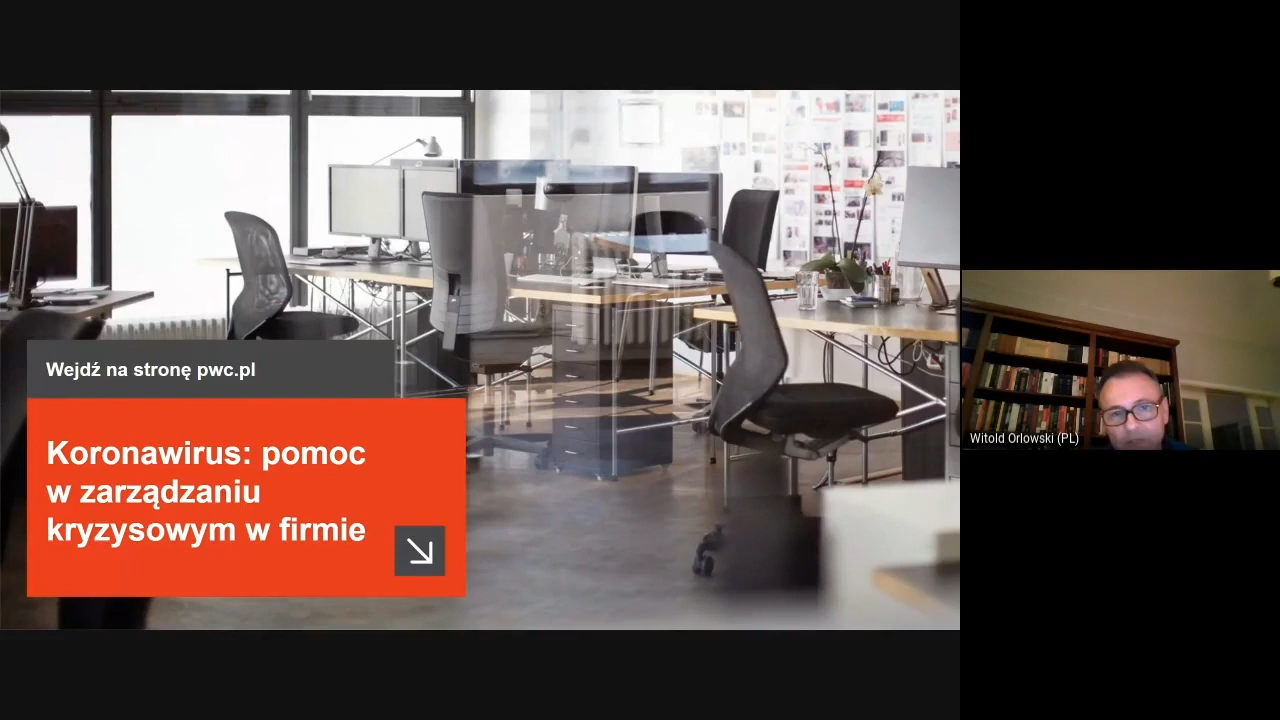 Wejdź na stronę pwc.pl
Koronawirus: pomoc
w zarządzaniu
kryzysowym w firmie
Witold Orlowski (PL)